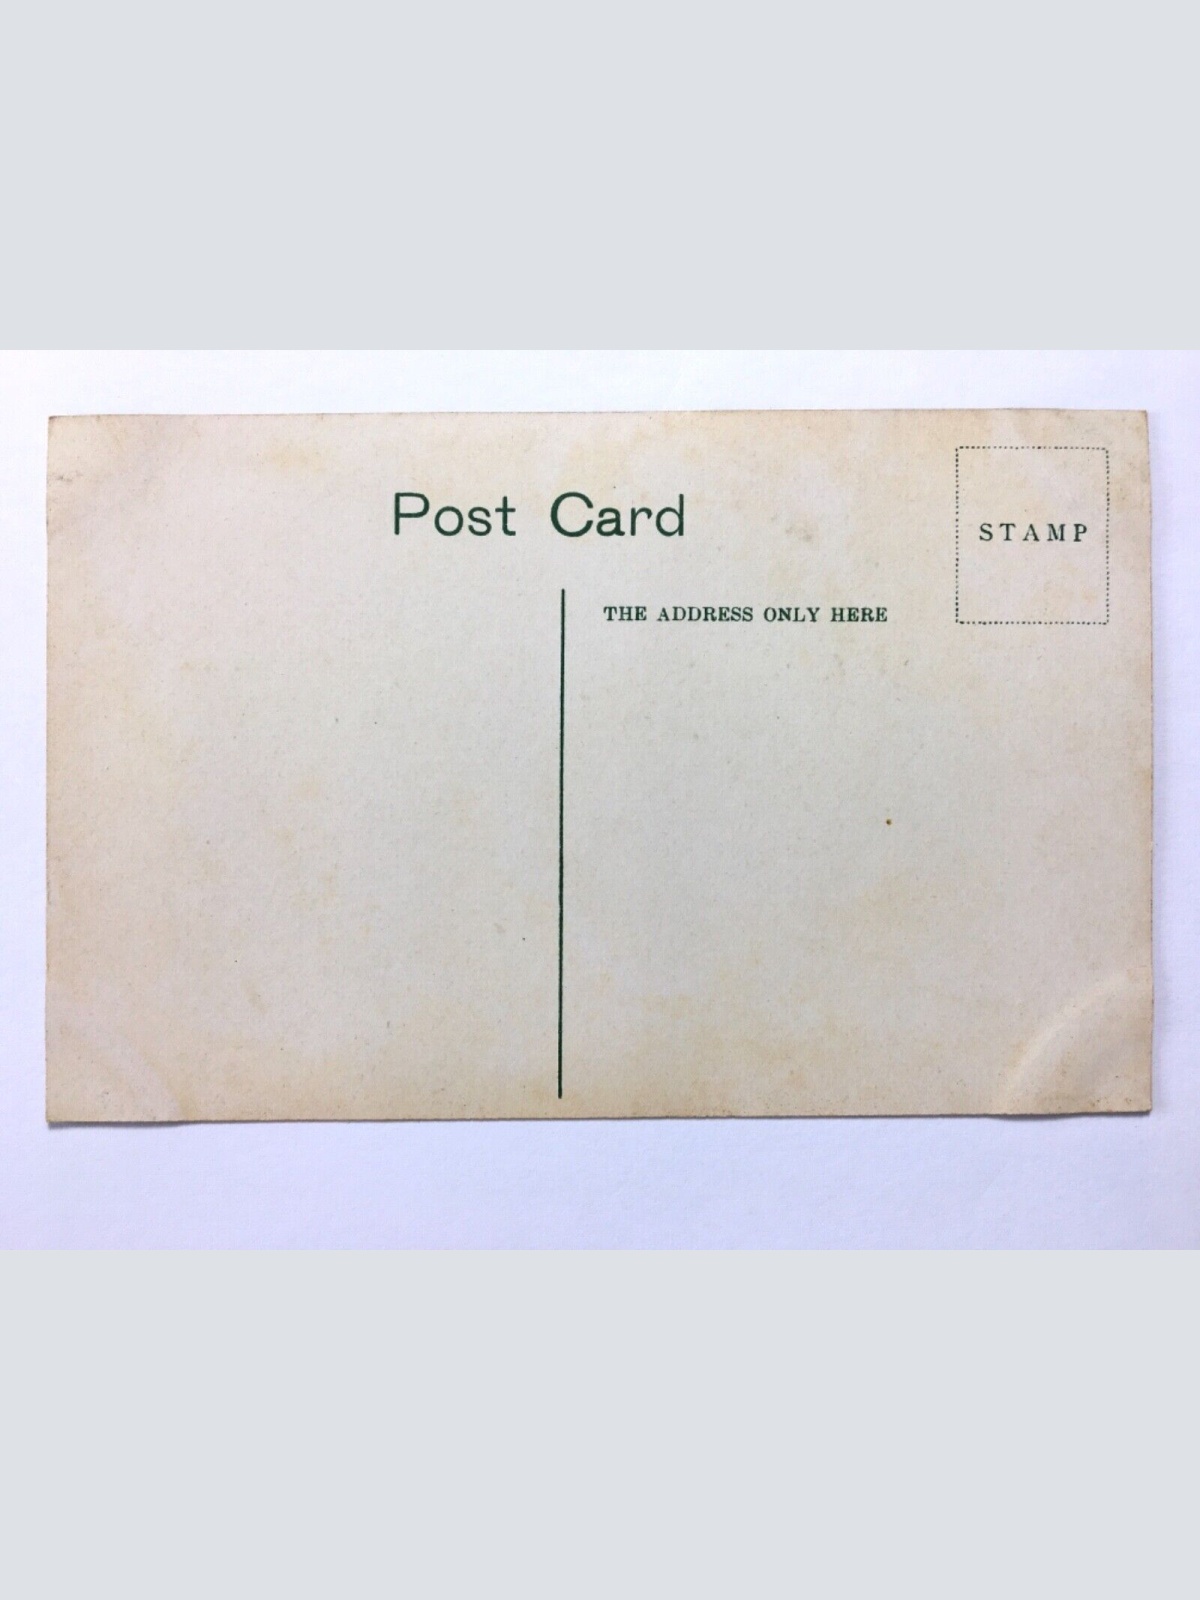 Post Card
STAMP
THE ADDRESS ONLY HERE